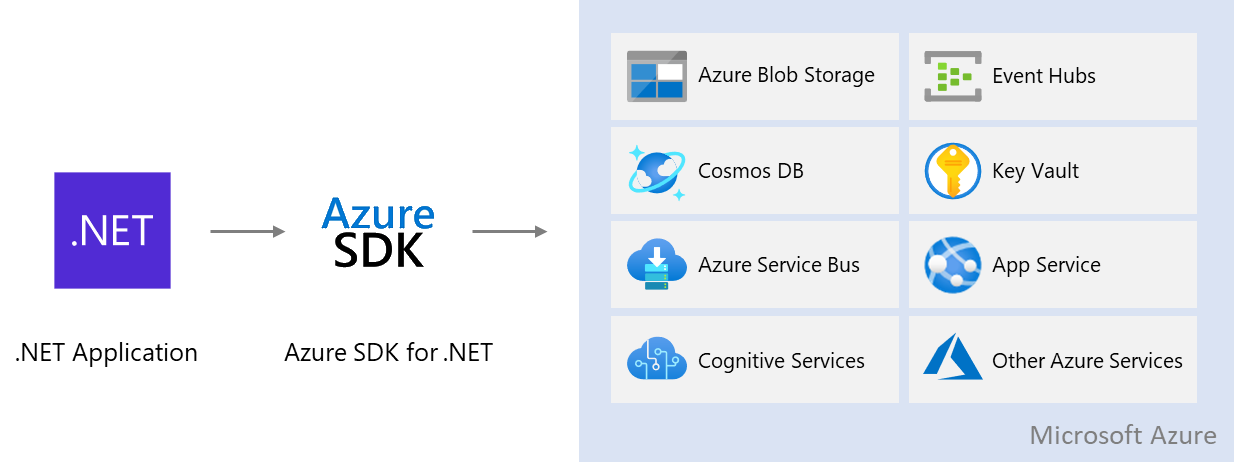 .NET
.NET Application
Azure
SDK
Azure SDK for .NET
Azure Blob Storage
Event Hubs
Cosmos DB
Key Vault
Azure Service Bus
App Service
Cognitive Services
Other Azure Services
Microsoft Azure